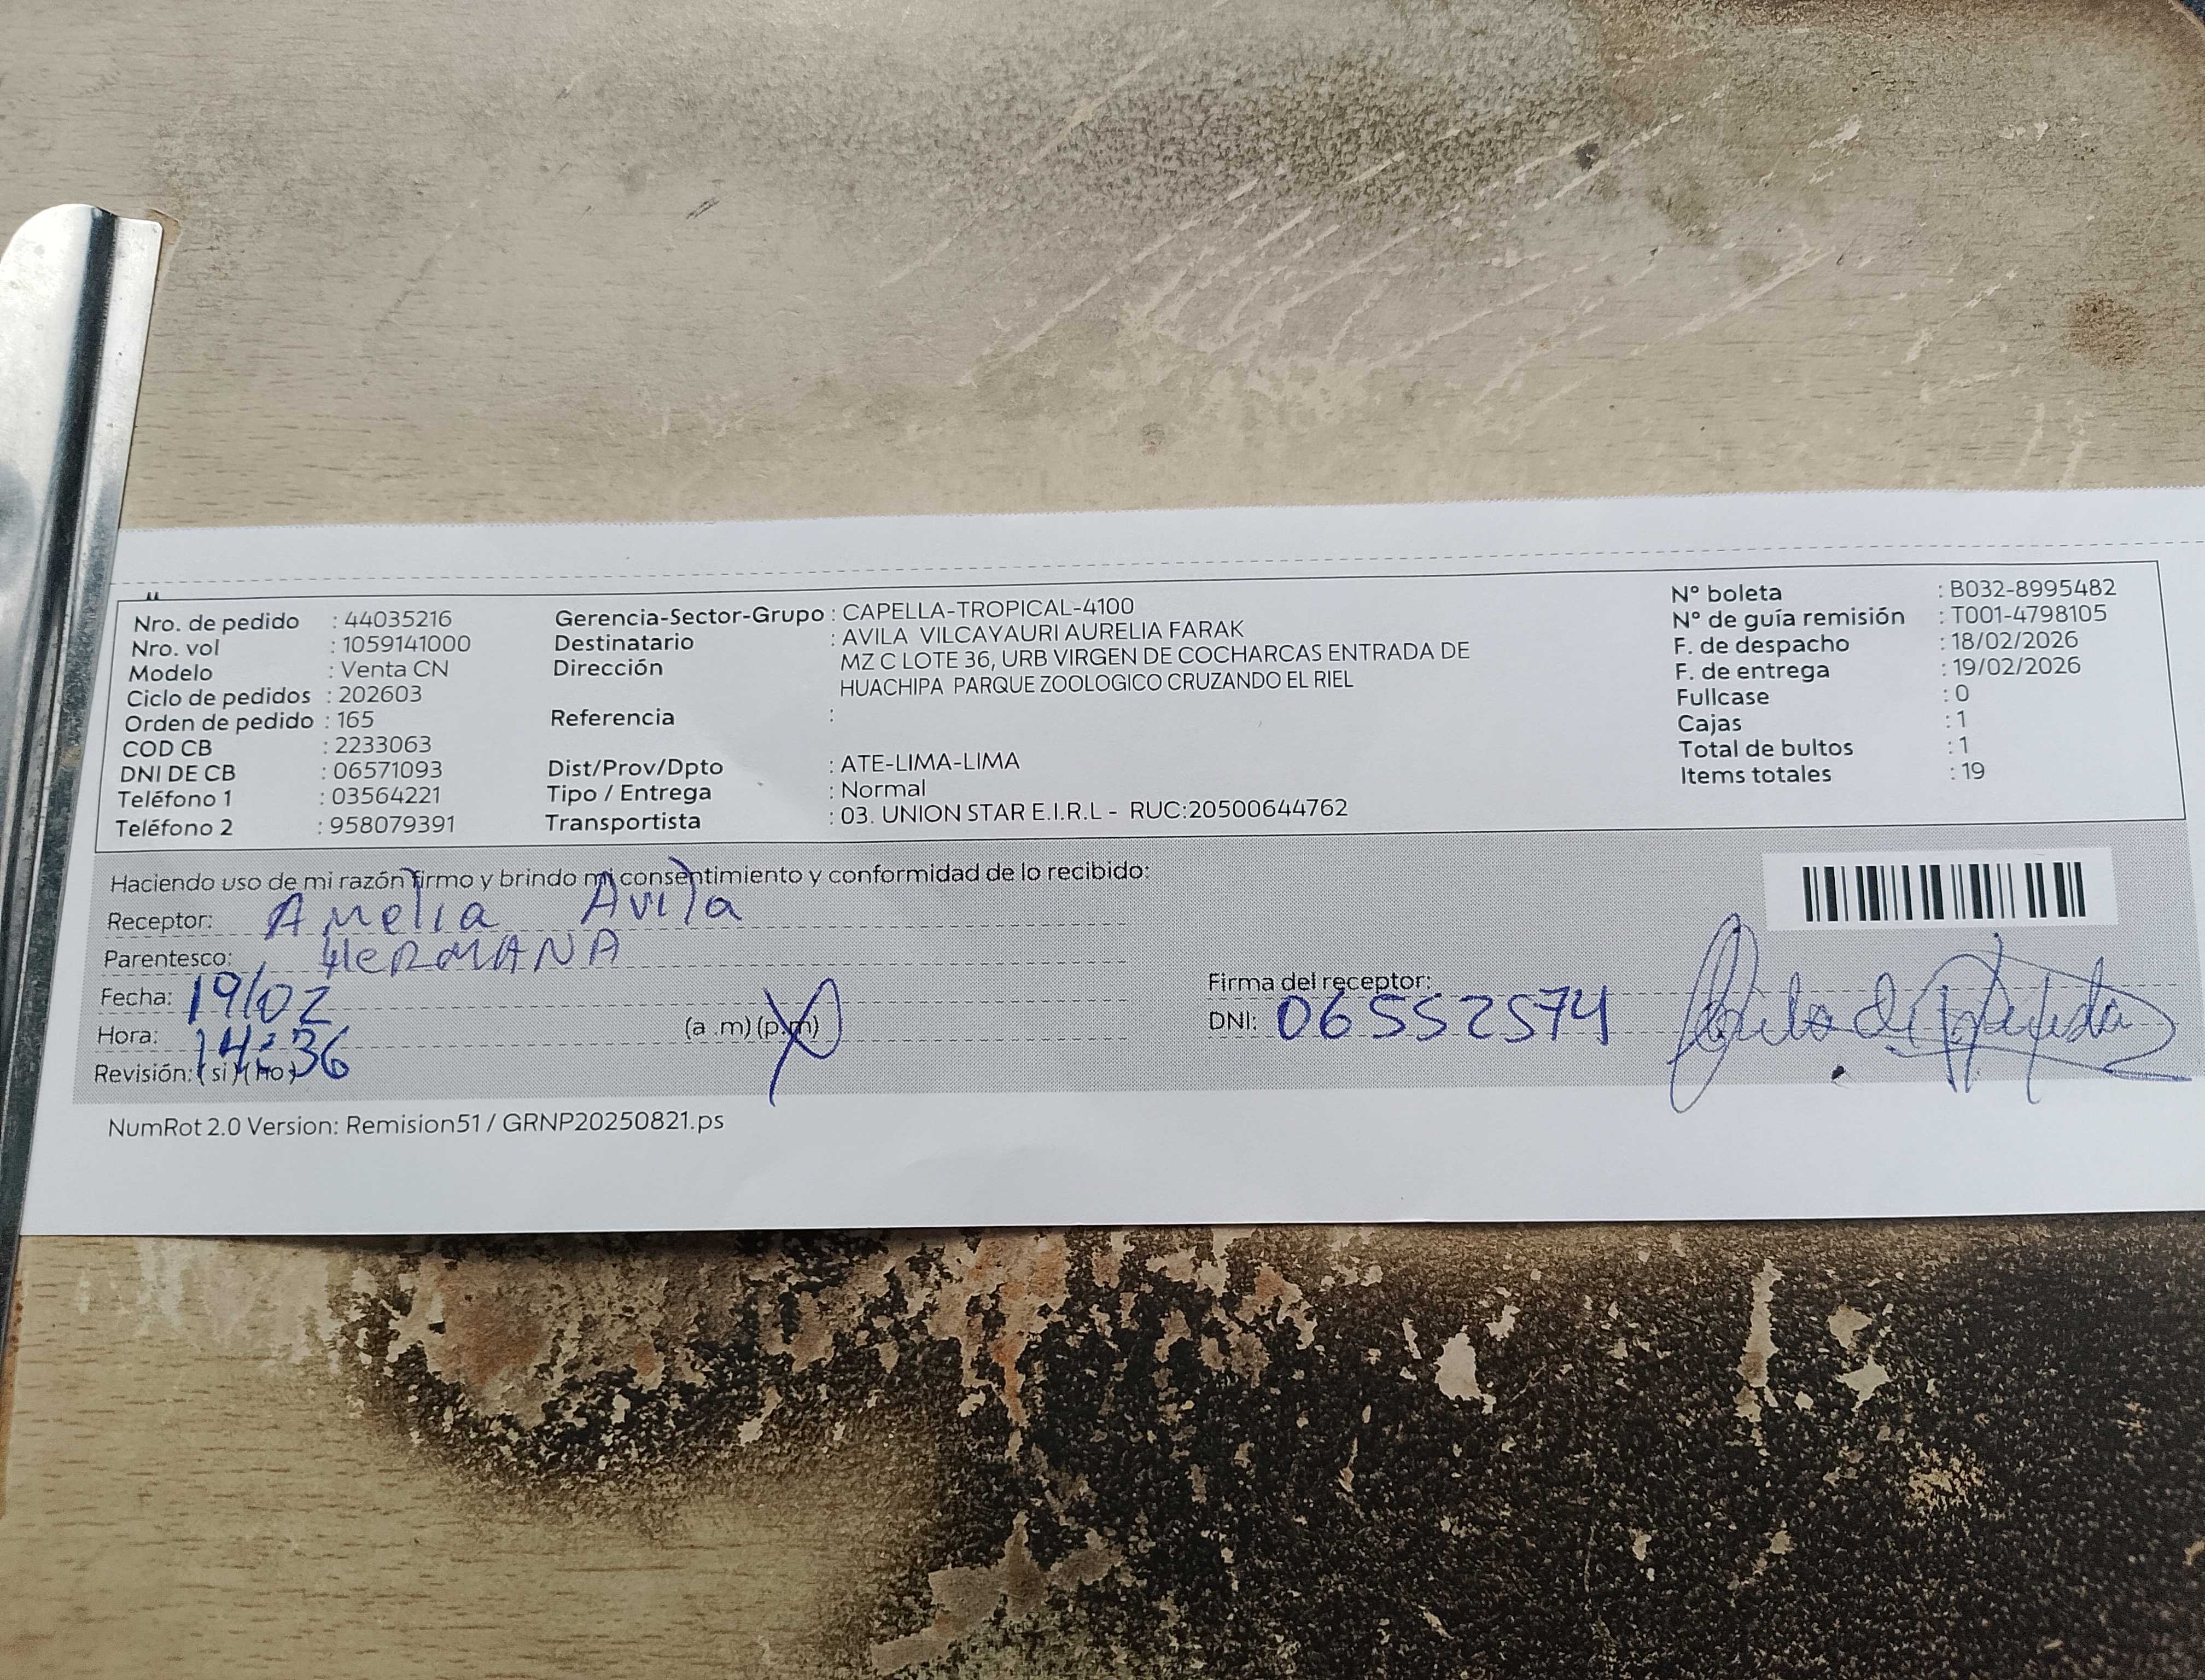 Nro. de pedido : 44035216
Nro. vol : 1059141000
Modelo : Venta CN
Ciclo de pedidos : 202603
Orden de pedido : 165
COD CB : 2233063
DNI DE CB : 06571093
Teléfono 1 : 03564221
Teléfono 2 : 958079391
Gerencia-Sector-Grupo : CAPELLA-TROPICAL-4100
Destinatario : AVILA VILCAYAURI AURELIA FARAK
Dirección MZ C LOTE 36, URB VIRGEN DE COCHARCAS ENTRADA DE
HUACHIPA PARQUE ZOOLOGICO CRUZANDO EL RIEL
Referencia :
Dist/Prov/Dpto : ATE-LIMA-LIMA
Tipo / Entrega : Normal
Transportista : 03. UNION STAR E.I.R.L - RUC:20500644762
N° boleta : B032-8995482
N° de guía remisión : T001-4798105
F. de despacho : 18/02/2026
F. de entrega : 19/02/2026
Fullcase : 0
Cajas : 1
Total de bultos : 1
Items totales : 19
Haciendo uso de mi razón firmo y brindo mi consentimiento y conformidad de lo recibido:
Receptor: Amelia Avila
Parentesco: HeRMANA
Fecha: 19/02
Hora: 14:36 (a .m) (p.m)
Revisión: ( si ) ( no )
Firma del receptor:
DNI: 06552574
NumRot 2.0 Version: Remision51 / GRNP20250821.ps